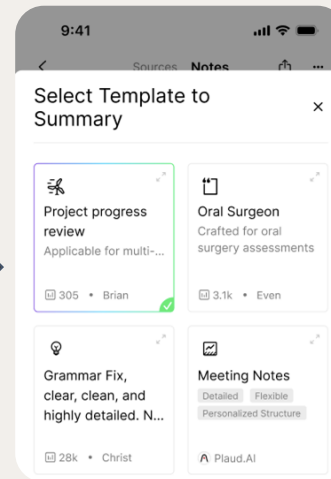 9:41
Sources Notes
Select Template to
Summary
Project progress
review
Applicable for multi-...
305 • Brian
Oral Surgeon
Crafted for oral
surgery assessments
3.1k • Even
Grammar Fix,
clear, clean, and
highly detailed. N...
28k • Christ
Meeting Notes
Detailed Flexible
Personalized Structure
Plaud.AI